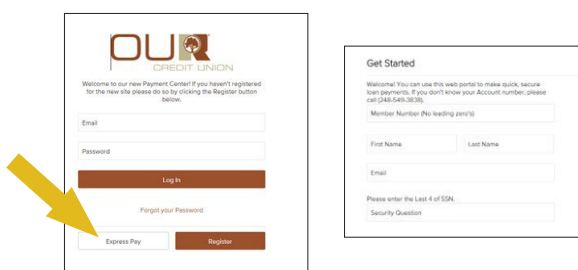 OUR
CREDIT UNION
Welcome to our new Payment Center! If you haven't registered
for the new site please do so by clicking the Register button
below.
Email
Password
Log In
Forgot your Password
Express Pay
Register
Get Started
Welcome! You can use this web portal to make quick, secure
loan payments. If you don't know your Account number, please
call (248-549-3838).
Member Number (No leading zero's)
First Name
Last Name
Email
Please enter the Last 4 of SSN.
Security Question